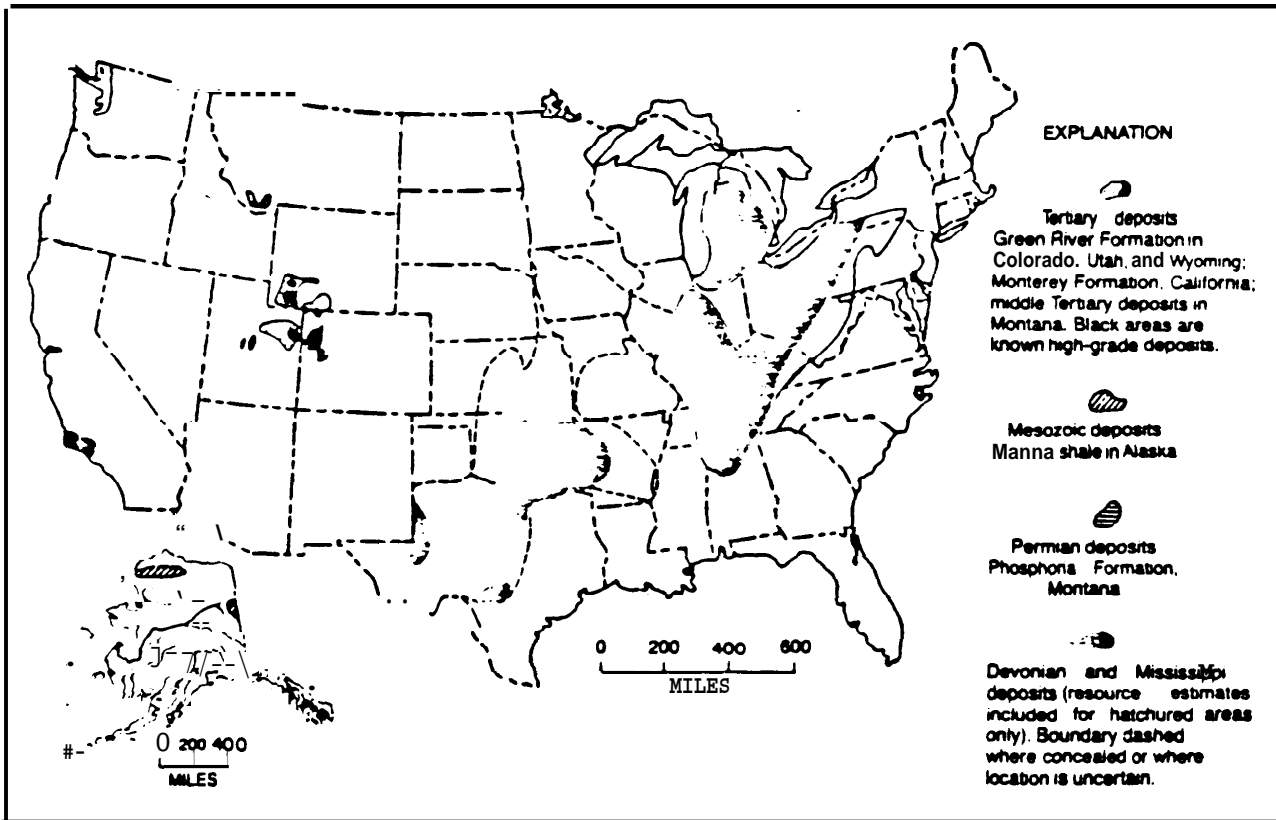 EXPLANATION
Tertiary deposits
Green River Formation in
Colorado. Utah, and Wyoming;
Monterey Formation, California;
middle Tertiary deposits in
Montana. Black areas are
known high-grade deposits.
Mesozoic deposits
Manna shale in Alaska
Permian deposits
Phosphoria Formation,
Montana
Devonian and Mississippi
deposits (resource estimates
included for hatchured areas
only). Boundary dashed
where concealed or where
location is uncertain.
0 200 400 600
MILES
#-
0 200 400
MILES